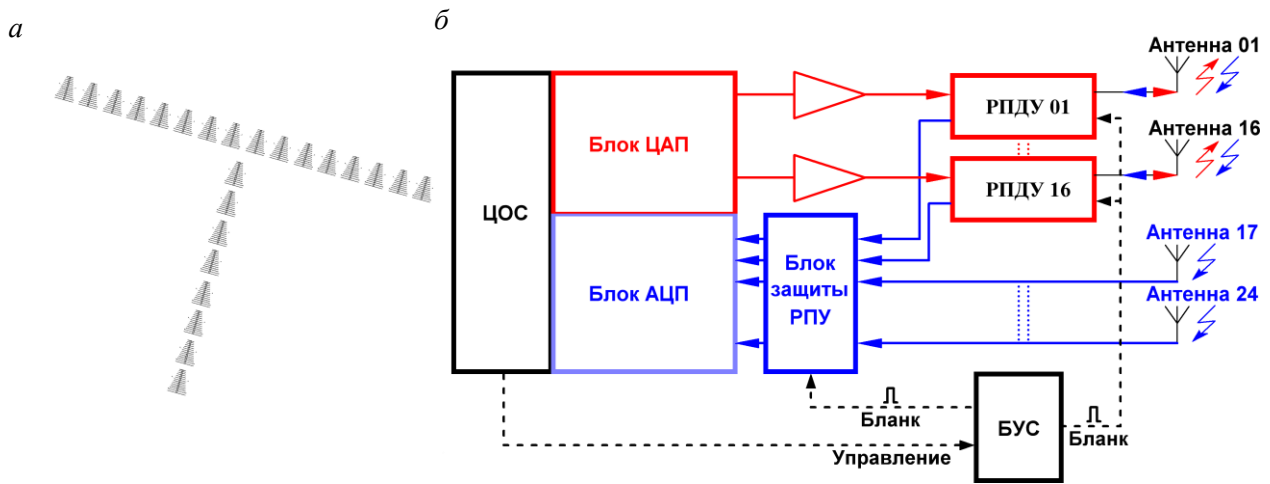 а
б
Антенна 01
РПДУ 01
Блок ЦАП
Антенна 16
РПДУ 16
ЦОС
Антенна 17
Блок
защиты
РПУ
Блок АЦП
Антенна 24
Бланк
БУС
Бланк
Управление